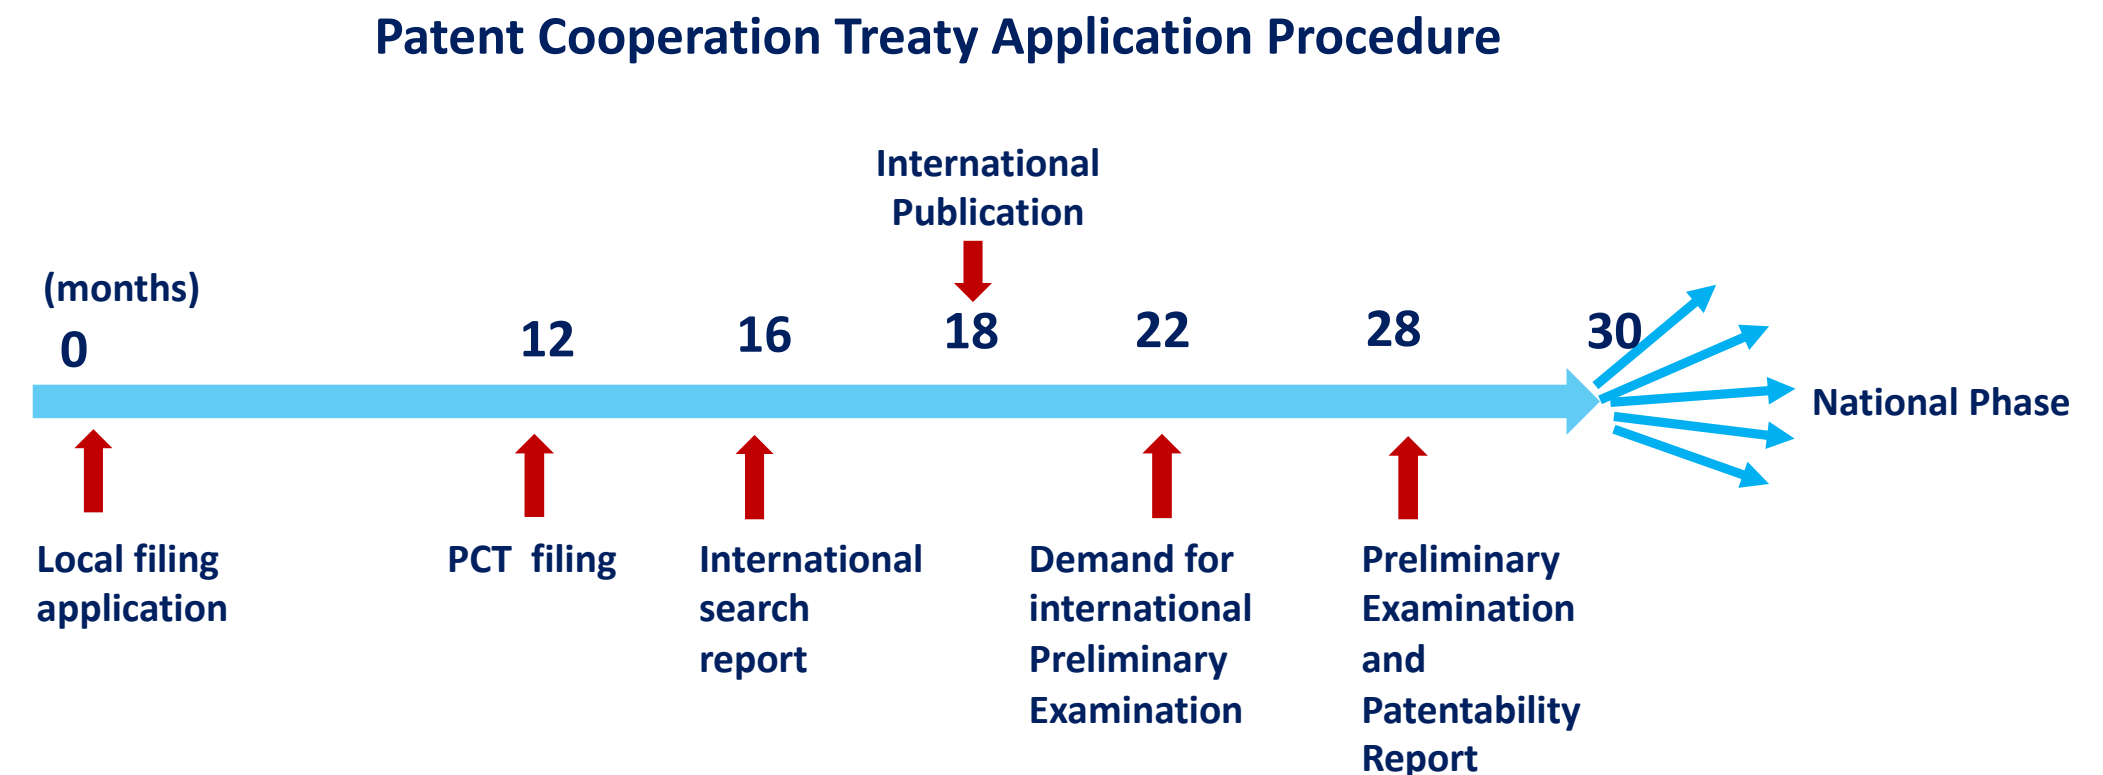 Patent Cooperation Treaty Application Procedure
International
Publication
(months)
0
12
16
18
22
28
30
National Phase
Local filing
application
PCT filing
International
search
report
Demand for
international
Preliminary
Examination
Preliminary
Examination
and
Patentability
Report